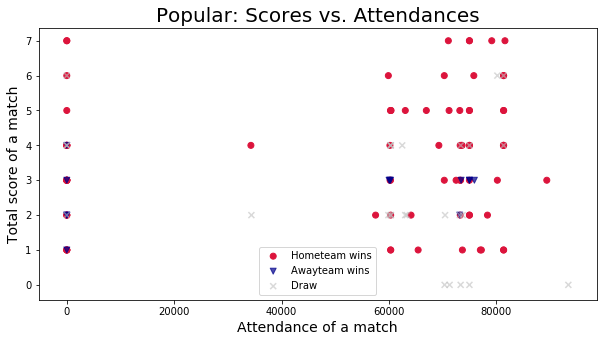 Popular: Scores vs. Attendances
Total score of a match
7
6
5
4
3
2
1
0
Hometeam wins
Awayteam wins
Draw
0 20000 40000 60000 80000
Attendance of a match